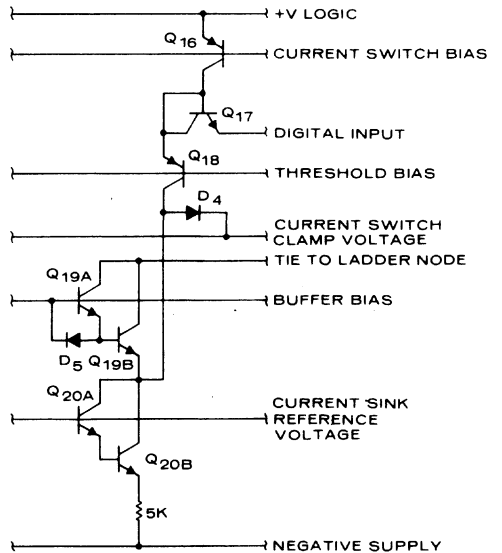 +V LOGIC
Q16
CURRENT SWITCH BIAS
Q17
DIGITAL INPUT
Q18
THRESHOLD BIAS
D4
CURRENT SWITCH
CLAMP VOLTAGE
TIE TO LADDER NODE
Q19A
BUFFER BIAS
D5 Q19B
Q20A
CURRENT SINK
REFERENCE
VOLTAGE
Q20B
5K
NEGATIVE SUPPLY